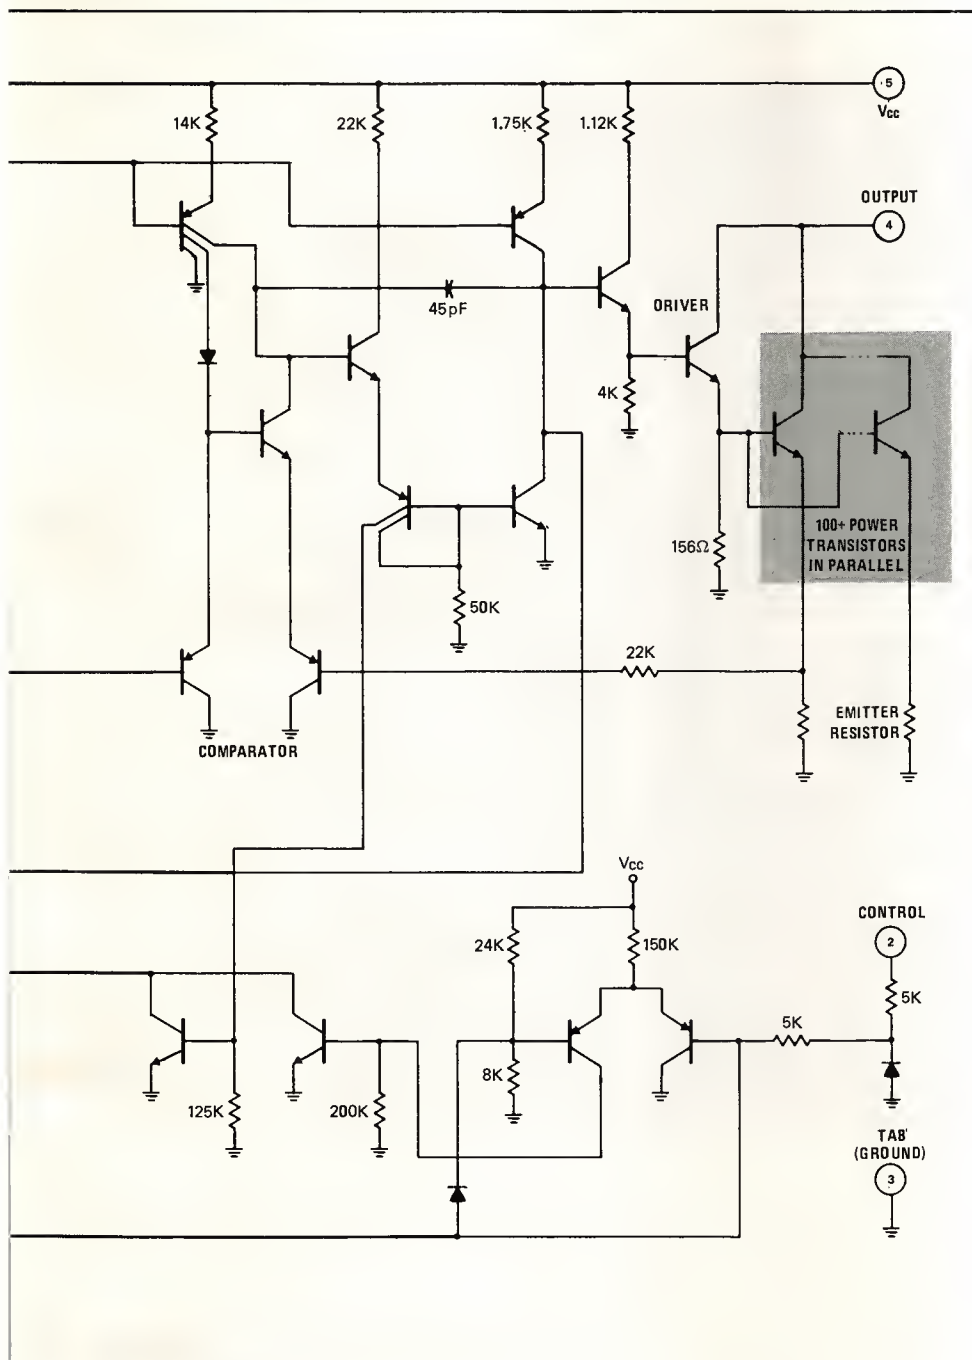 5
Vcc
14K
22K
1.75K
1.12K
OUTPUT
4
45pF
ORIVER
4K
100+ POWER
TRANSISTORS
IN PARALLEL
156Ω
50K
22K
EMITTER
RESISTOR
COMPARATOR
Vcc
CONTROL
2
24K
150K
5K
5K
8K
125K
200K
TAB
(GROUND)
3